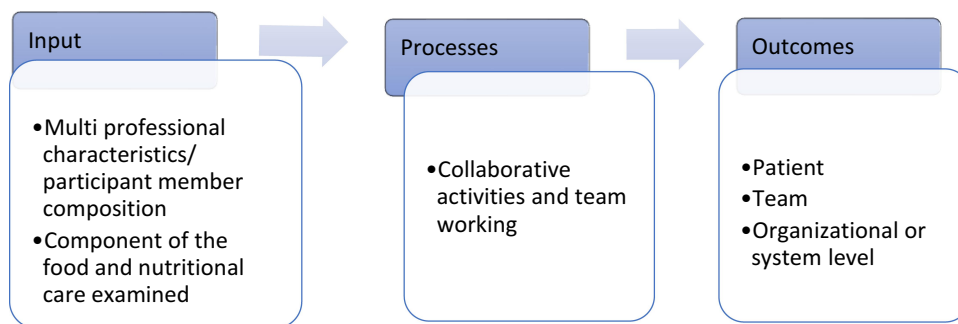 Input
•Multi professional
characteristics/
participant member
composition
•Component of the
food and nutritional
care examined
Processes
•Collaborative
activities and team
working
Outcomes
•Patient
•Team
•Organizational or
system level